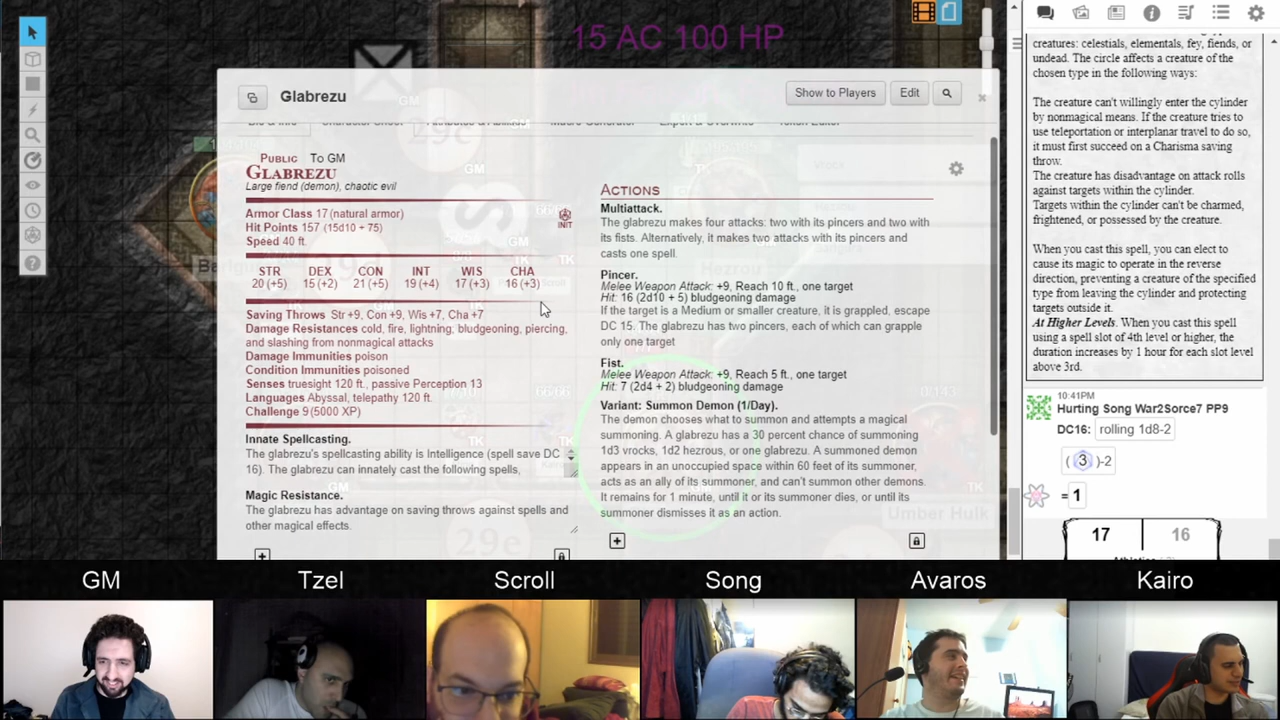 15 AC 100 HP
Glabrezu
Show to Players
Edit
PUBLIC To GM
GLABREZU
Large fiend (demon), chaotic evil
Armor Class 17 (natural armor)
Hit Points 157 (15d10 + 75)
Speed 40 ft.
INIT
STR DEX CON INT WIS CHA
20 (+5) 15 (+2) 21 (+5) 19 (+4) 17 (+3) 16 (+3)
Saving Throws Str +9, Con +9, Wis +7, Cha +7
Damage Resistances cold, fire, lightning, bludgeoning, piercing,
and slashing from nonmagical attacks
Damage Immunities poison
Condition Immunities poisoned
Senses truesight 120 ft., passive Perception 13
Languages Abyssal, telepathy 120 ft.
Challenge 9 (5000 XP)
Innate Spellcasting.
The glabrezu's spellcasting ability is Intelligence (spell save DC
16). The glabrezu can innately cast the following spells,
Magic Resistance.
The glabrezu has advantage on saving throws against spells and
other magical effects.
ACTIONS
Multiattack.
The glabrezu makes four attacks: two with its pincers and two with
its fists. Alternatively, it makes two attacks with its pincers and
casts one spell.
Pincer.
Melee Weapon Attack: +9, Reach 10 ft., one target
Hit: 16 (2d10 + 5) bludgeoning damage
If the target is a Medium or smaller creature, it is grappled, escape
DC 15. The glabrezu has two pincers, each of which can grapple
only one target
Fist.
Melee Weapon Attack: +9, Reach 5 ft., one target
Hit: 7 (2d4 + 2) bludgeoning damage
Variant: Summon Demon (1/Day).
The demon chooses what to summon and attempts a magical
summoning. A glabrezu has a 30 percent chance of summoning
1d3 vrocks, 1d2 hezrous, or one glabrezu. A summoned demon
appears in an unoccupied space within 60 feet of its summoner,
acts as an ally of its summoner, and can't summon other demons.
It remains for 1 minute, until it or its summoner dies, or until its
summoner dismisses it as an action.
Hezrou
Umber Hulk
29e
creatures: celestials, elementals, fey, fiends, or
undead. The circle affects a creature of the
chosen type in the following ways:
The creature can't willingly enter the cylinder
by nonmagical means. If the creature tries to
use teleportation or interplanar travel to do so,
it must first succeed on a Charisma saving
throw.
The creature has disadvantage on attack rolls
against targets within the cylinder.
Targets within the cylinder can't be charmed,
frightened, or possessed by the creature.
When you cast this spell, you can elect to
cause its magic to operate in the reverse
direction, preventing a creature of the specified
type from leaving the cylinder and protecting
targets outside it.
At Higher Levels. When you cast this spell
using a spell slot of 4th level or higher, the
duration increases by 1 hour for each slot level
above 3rd.
10:41PM
Hurting Song War2Sorce7 PP9
DC16: rolling 1d8-2
(3)-2
= 1
17 16
GM Tzel Scroll Song Avaros Kairo